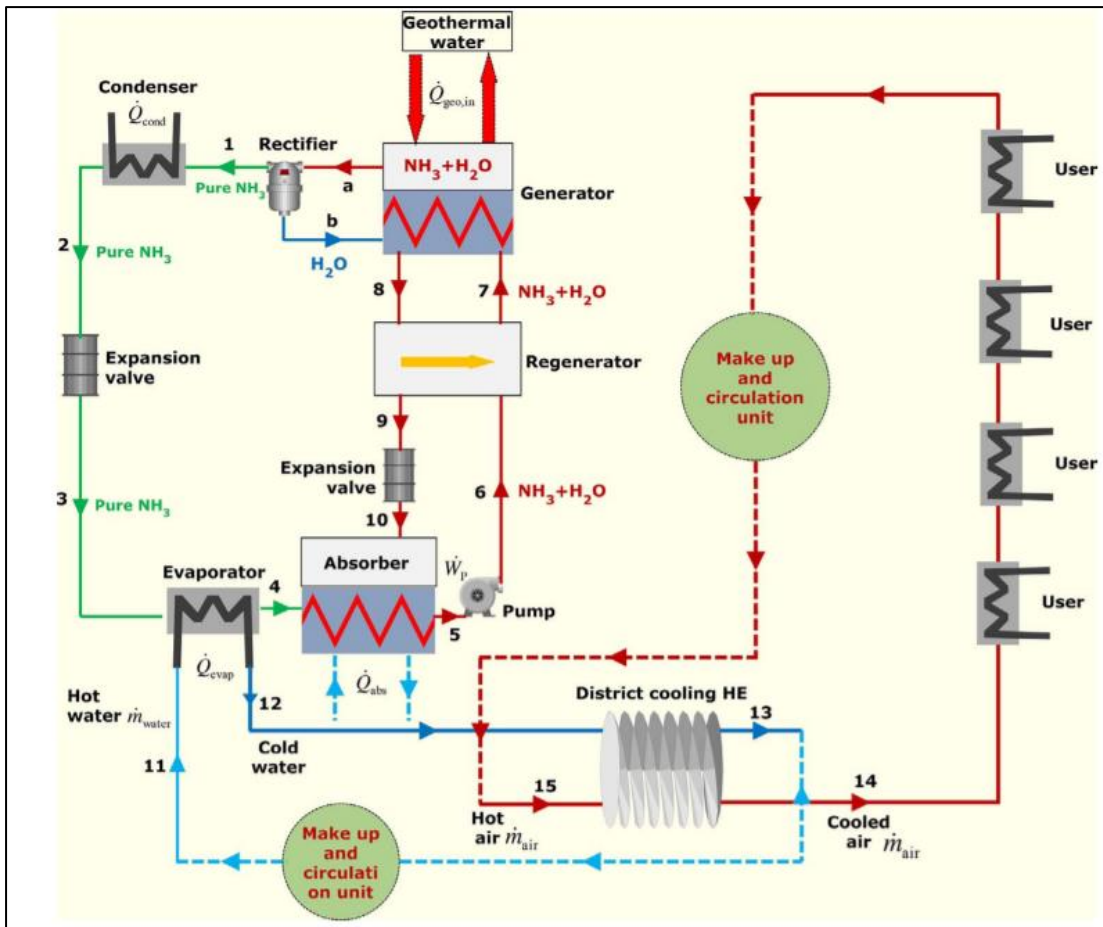 Geothermal
water
Condenser
Q̇cond
Q̇geo,in
1
Rectifier
NH₃+H₂O
a
Pure NH₃
Generator
b
H₂O
2
Pure NH₃
8
7
NH₃+H₂O
Expansion
valve
Regenerator
9
Expansion
valve
6
NH₃+H₂O
3
Pure NH₃
10
Absorber
Ẇp
Evaporator
4
Pump
5
Q̇evap
Q̇abs
Hot
water ṁwater
12
Cold
water
11
District cooling HE
13
15
14
Hot
air ṁair
Cooled
air ṁair
Make up
and
circulati
on unit
Make up
and
circulation
unit
User
User
User
User